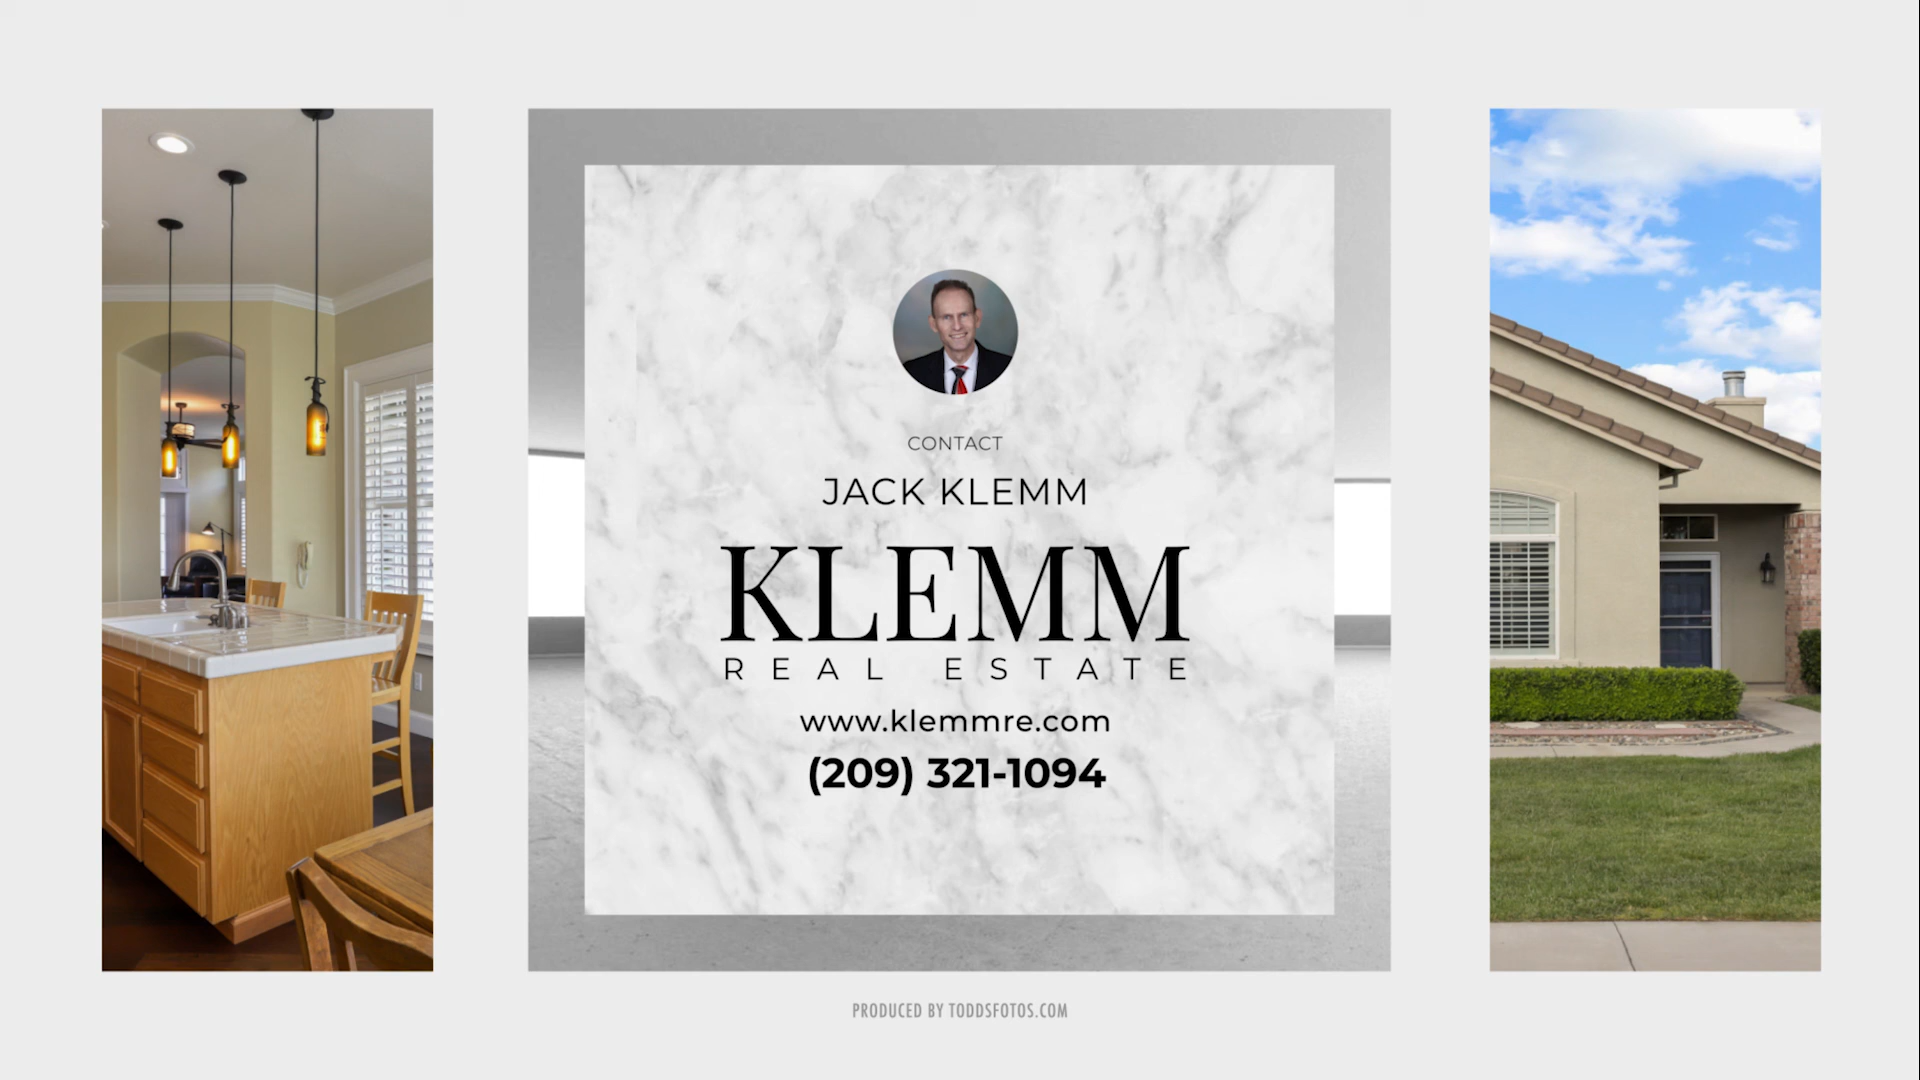 CONTACT
JACK KLEMM
KLEMM
REAL ESTATE
www.klemmre.com
(209) 321-1094
PRODUCED BY TODDSFOTOS.COM